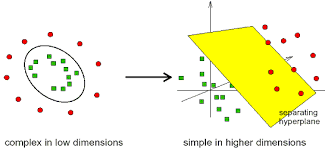 separating
hyperplane
complex in low dimensions
simple in higher dimensions